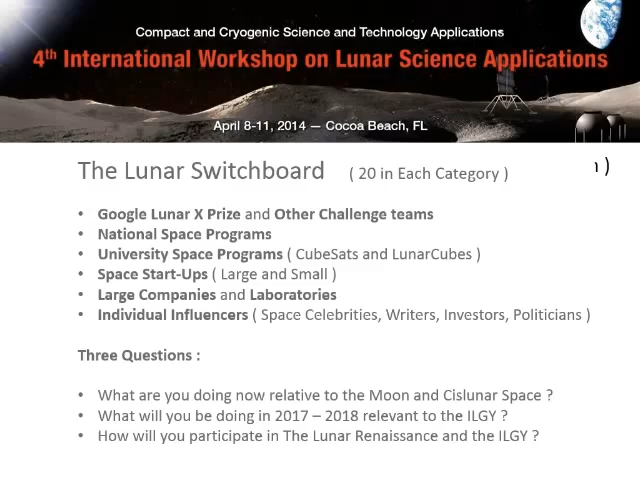 Compact and Cryogenic Science and Technology Applications
4th International Workshop on Lunar Science Applications
April 8-11, 2014 — Cocoa Beach, FL
The Lunar Switchboard ( 20 in Each Category )
)
• Google Lunar X Prize and Other Challenge teams
• National Space Programs
• University Space Programs ( CubeSats and LunarCubes )
• Space Start-Ups ( Large and Small )
• Large Companies and Laboratories
• Individual Influencers ( Space Celebrities, Writers, Investors, Politicians )
Three Questions :
• What are you doing now relative to the Moon and Cislunar Space ?
• What will you be doing in 2017 – 2018 relevant to the ILGY ?
• How will you participate in The Lunar Renaissance and the ILGY ?